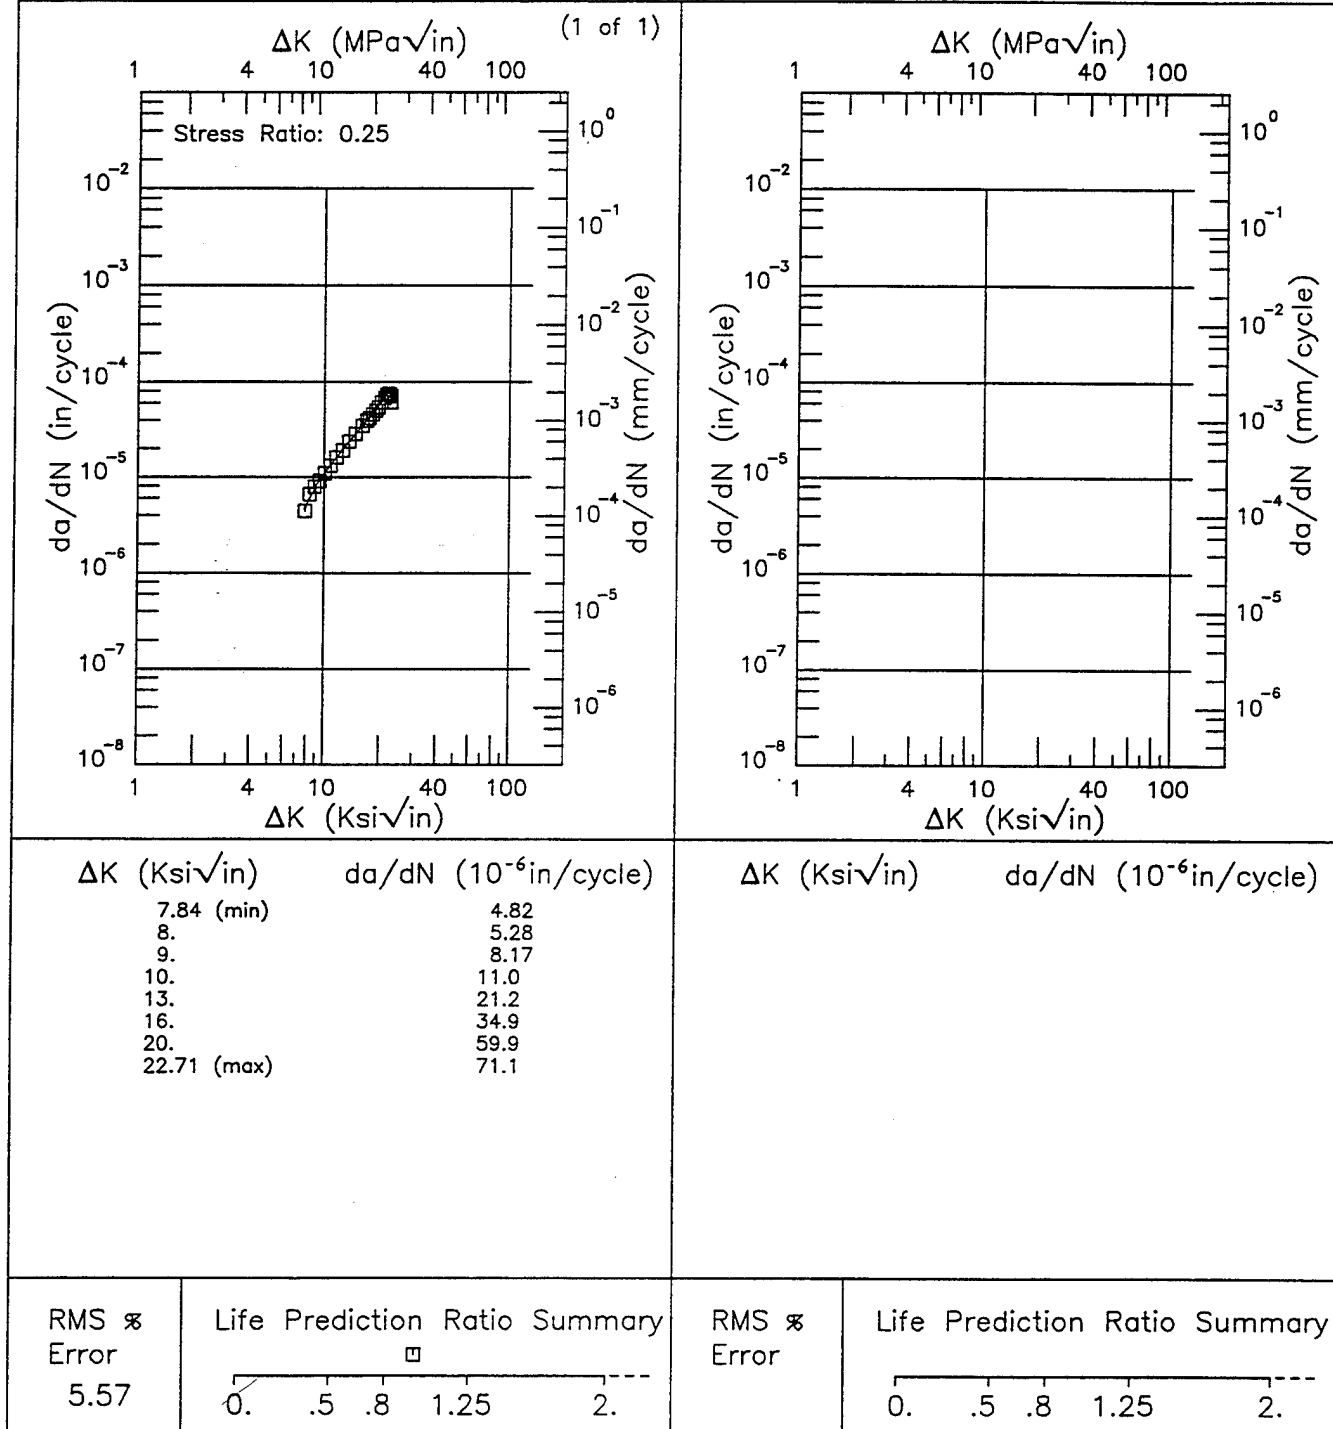 (1 of 1)
ΔK (MPa√in)
1 4 10 40 100
Stress Ratio: 0.25
10⁰
10⁻²
10⁻¹
10⁻³
10⁻²
10⁻⁴
10⁻³
10⁻⁵
10⁻⁴
10⁻⁶
10⁻⁵
10⁻⁷
10⁻⁶
10⁻⁸
da/dN (in/cycle)
da/dN (mm/cycle)
1 4 10 40 100
ΔK (Ksi√in)
ΔK (MPa√in)
1 4 10 40 100
10⁰
10⁻²
10⁻¹
10⁻³
10⁻²
10⁻⁴
10⁻³
10⁻⁵
10⁻⁴
10⁻⁶
10⁻⁵
10⁻⁷
10⁻⁶
10⁻⁸
da/dN (in/cycle)
da/dN (mm/cycle)
1 4 10 40 100
ΔK (Ksi√in)
ΔK (Ksi√in) da/dN (10⁻⁶in/cycle)
7.84 (min) 4.82
8. 5.28
9. 8.17
10. 11.0
13. 21.2
16. 34.9
20. 59.9
22.71 (max) 71.1
ΔK (Ksi√in) da/dN (10⁻⁶in/cycle)
RMS %
Error
5.57
Life Prediction Ratio Summary
0. .5 .8 1.25 2.
RMS %
Error
Life Prediction Ratio Summary
0. .5 .8 1.25 2.